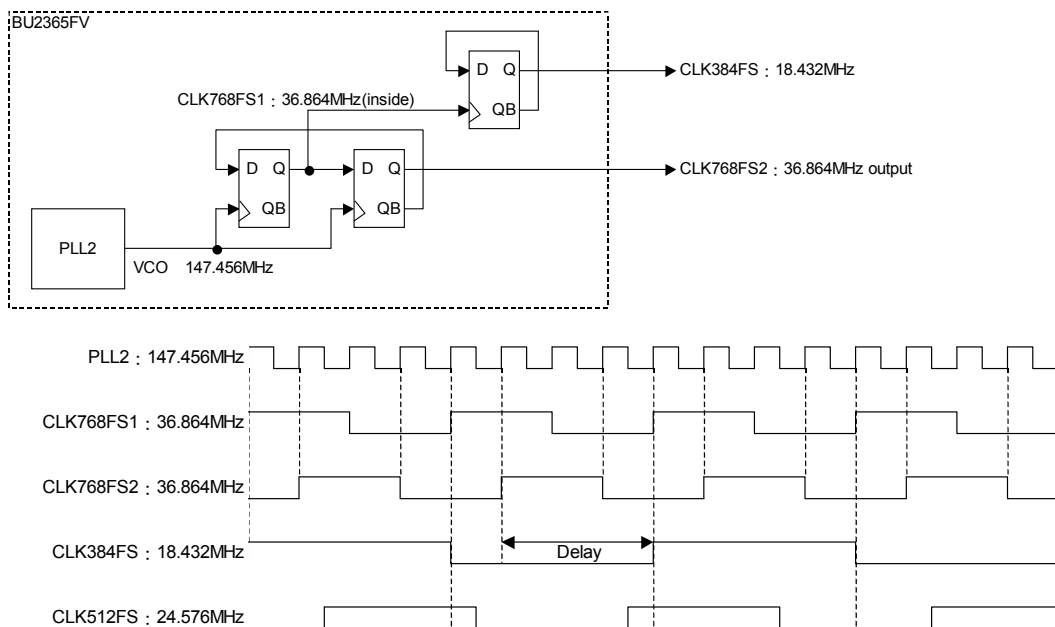 BU2365FV
D Q
QB
CLK384FS : 18.432MHz
CLK768FS1 : 36.864MHz(inside)
D Q
QB
D Q
QB
CLK768FS2 : 36.864MHz output
PLL2
VCO 147.456MHz
PLL2 : 147.456MHz
CLK768FS1 : 36.864MHz
CLK768FS2 : 36.864MHz
CLK384FS : 18.432MHz
Delay
CLK512FS : 24.576MHz